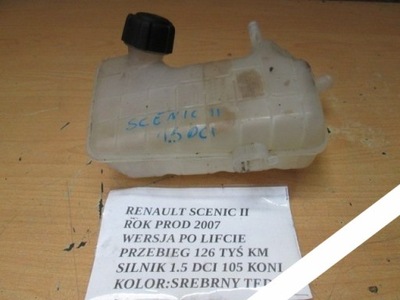 SCENIC II
1.5 DCI
RENAULT SCENIC II
ROK PROD 2007
WERSJA PO LIFCIE
PRZEBIEG 126 TYŚ KM
SILNIK 1.5 DCI 105 KONI
KOLOR:SREBRNY